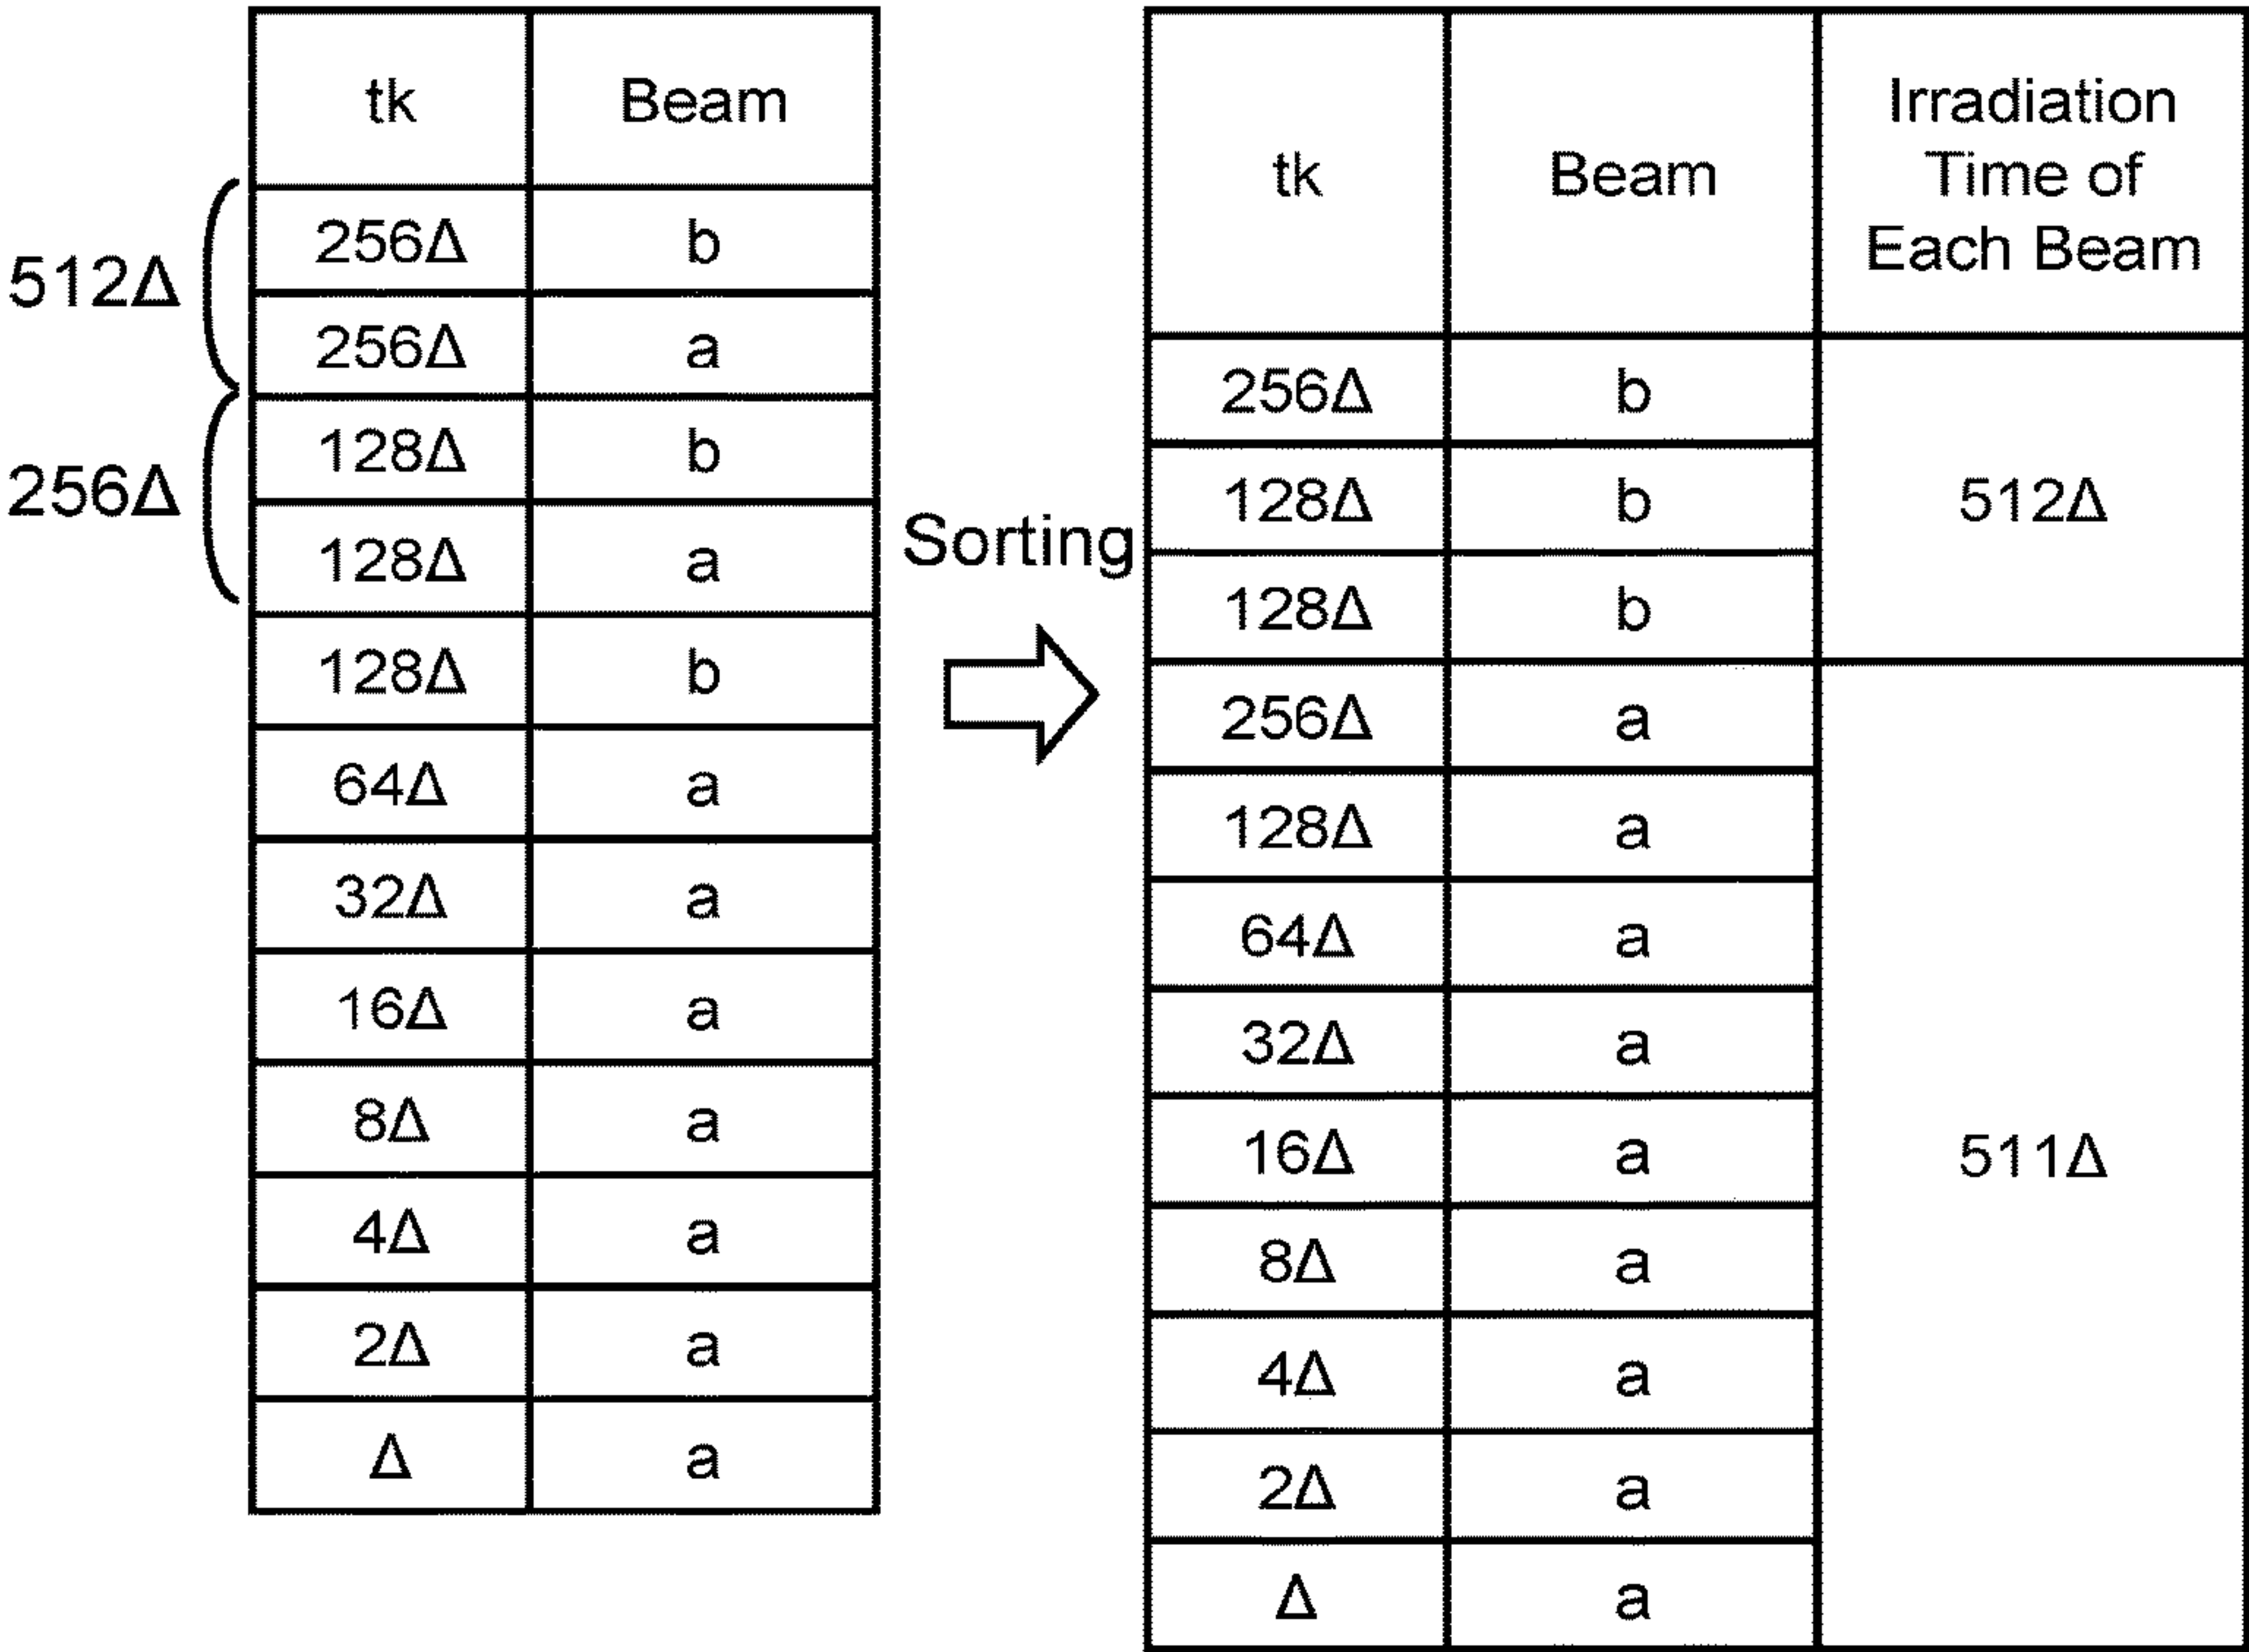 tk Beam
512Δ
256Δ b
256Δ a
256Δ
128Δ b
128Δ a
128Δ b
64Δ a
32Δ a
16Δ a
8Δ a
4Δ a
2Δ a
Δ a
Sorting
tk Beam Irradiation
Time of
Each Beam
256Δ b
128Δ b 512Δ
128Δ b
256Δ a
128Δ a
64Δ a
32Δ a
16Δ a 511Δ
8Δ a
4Δ a
2Δ a
Δ a